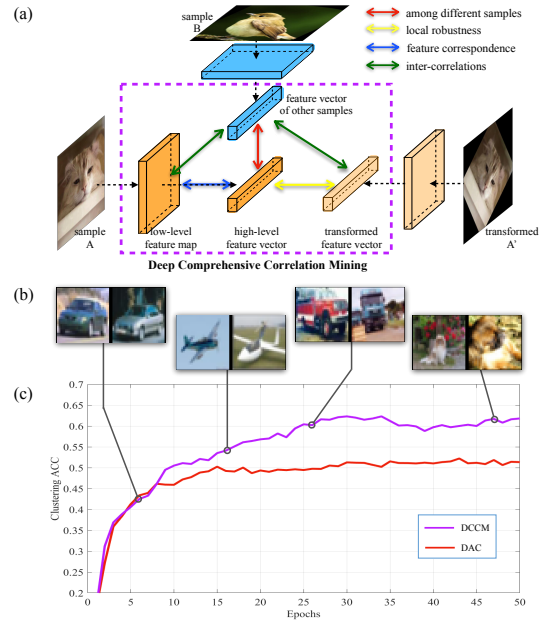 (a)
sample
B
among different samples
local robustness
feature correspondence
inter-correlations
feature vector
of other samples
sample
A
low-level
feature map
high-level
feature vector
transformed
feature vector
transformed
A'
Deep Comprehensive Correlation Mining
(b)
(c)
0.7
0.65
0.6
0.55
0.5
0.45
0.4
0.35
0.3
0.25
0.2
Clustering ACC
DCCM
DAC
0 5 10 15 20 25 30 35 40 45 50
Epochs